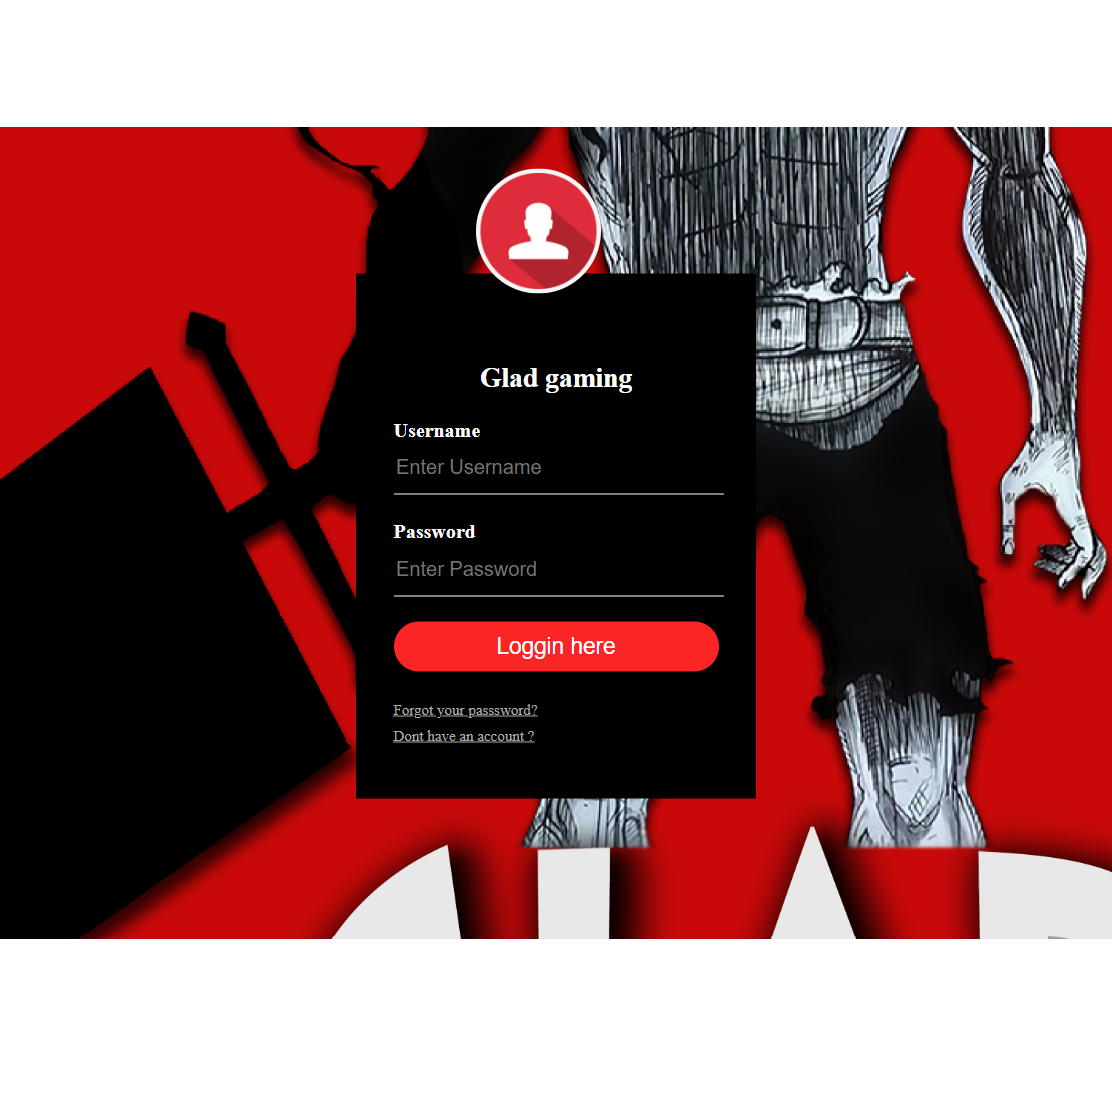 Glad gaming
Username
Enter Username
Password
Enter Password
Loggin here
Forgot your passsword?
Dont have an account ?